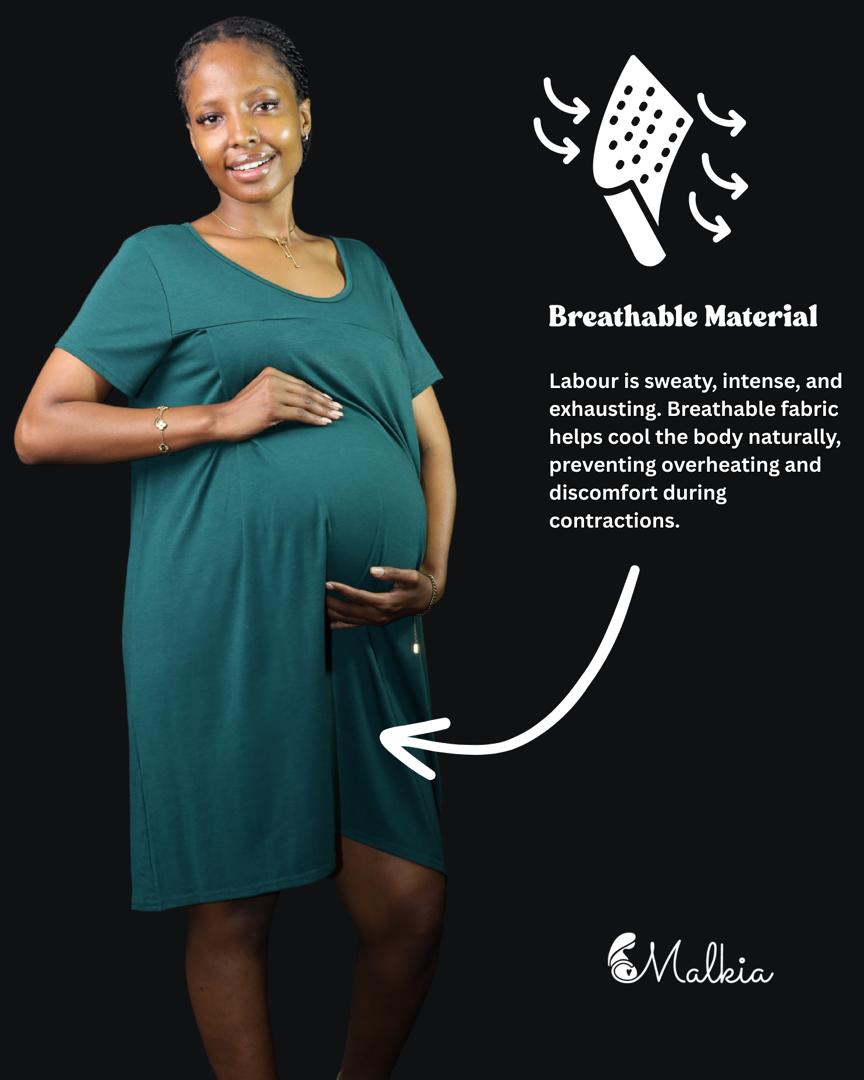 Breathable Material
Labour is sweaty, intense, and
exhausting. Breathable fabric
helps cool the body naturally,
preventing overheating and
discomfort during
contractions.
Malkia